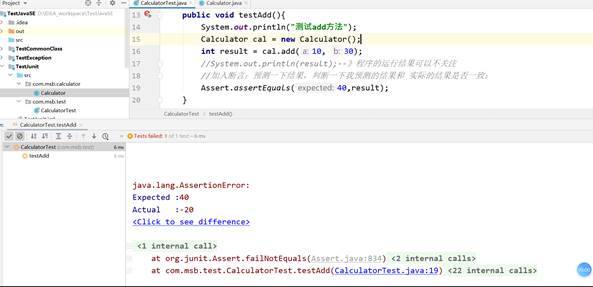 Project
CalculatorTest.java
Calculator.java
TestJavaSE D:\IDEA_workspace\TestJavaSE
.idea
out
src
TestCommonClass
TestException
TestJunit
src
com.msb.calculator
Calculator
com.msb.test
CalculatorTest
13 public void testAdd(){
14 System.out.println("测试add方法");
15 Calculator cal = new Calculator();
16 int result = cal.add( a: 10, b: 30);
17 //System.out.println(result);--》程序的运行结果可以不关注
18 //加入断言：预测一下结果，判断一下我预测的结果和 实际的结果是否一致：
19 Assert.assertEquals( expected: 40,result);
20 }
CalculatorTest › testAdd()
CalculatorTest.testAdd
Tests failed: 1 of 1 test – 6 ms
CalculatorTest (com.msb.test) 6 ms
testAdd 6 ms
java.lang.AssertionError:
Expected :40
Actual :-20
<Click to see difference>
<1 internal call>
at org.junit.Assert.failNotEquals(Assert.java:834) <2 internal calls>
at com.msb.test.CalculatorTest.testAdd(CalculatorTest.java:19) <22 internal calls>